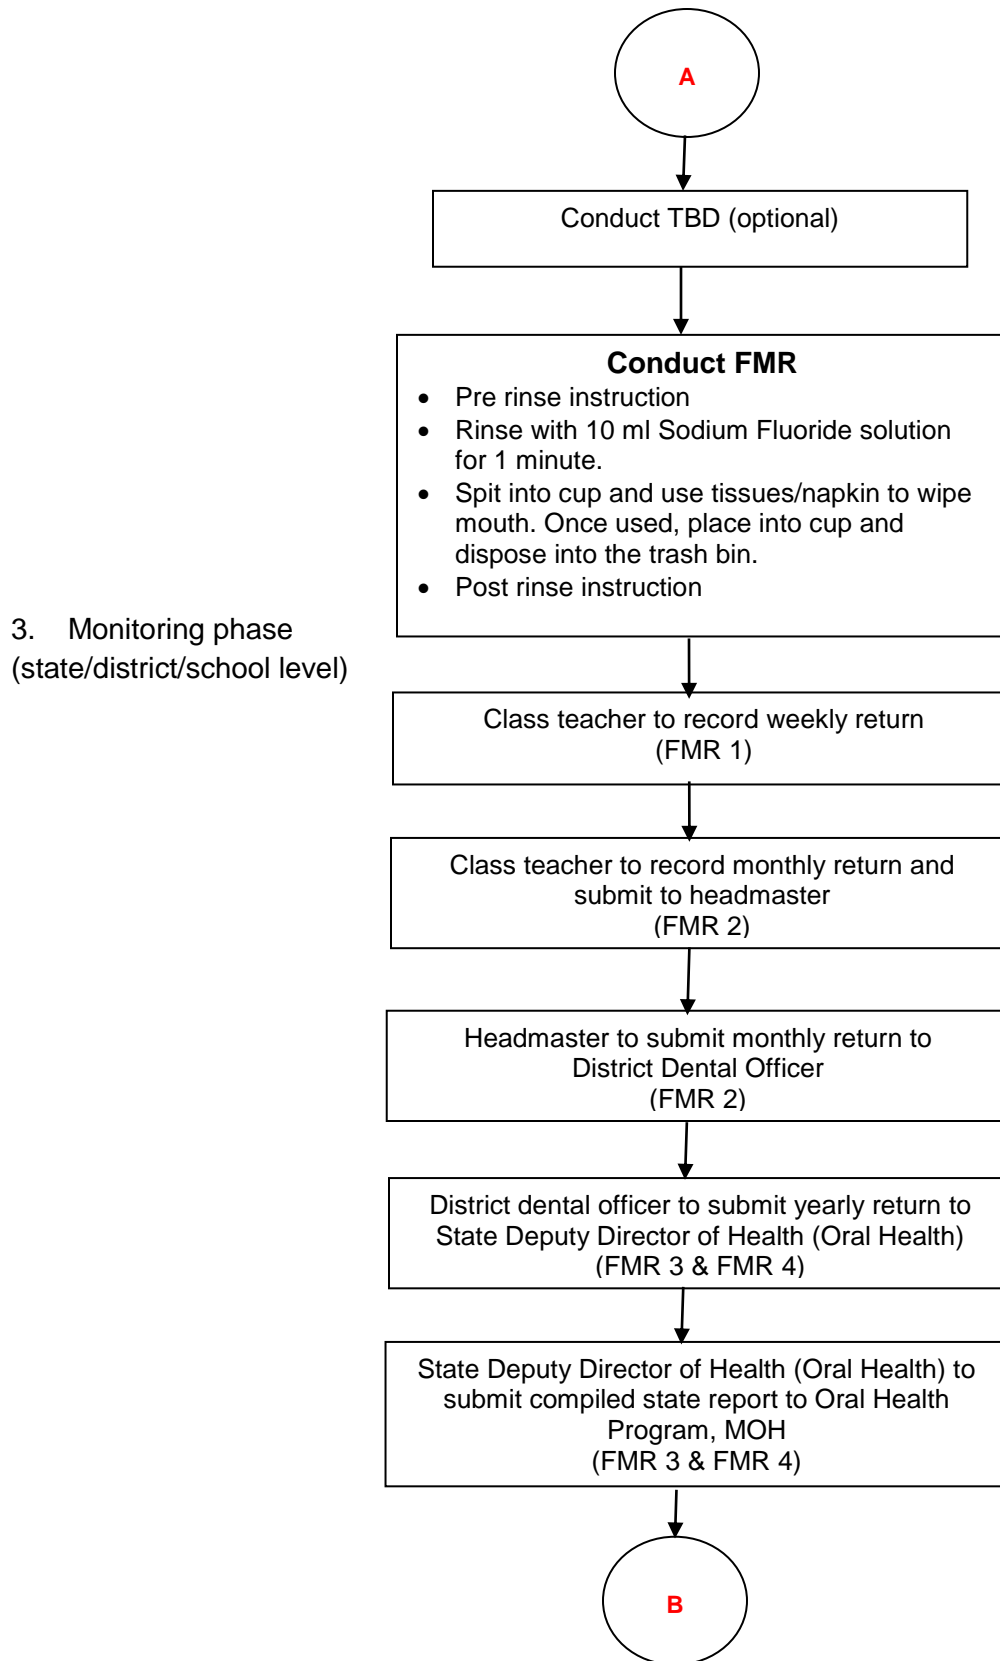 A
Conduct TBD (optional)
Conduct FMR
• Pre rinse instruction
• Rinse with 10 ml Sodium Fluoride solution
for 1 minute.
• Spit into cup and use tissues/napkin to wipe
mouth. Once used, place into cup and
dispose into the trash bin.
• Post rinse instruction
3. Monitoring phase
(state/district/school level)
Class teacher to record weekly return
(FMR 1)
Class teacher to record monthly return and
submit to headmaster
(FMR 2)
Headmaster to submit monthly return to
District Dental Officer
(FMR 2)
District dental officer to submit yearly return to
State Deputy Director of Health (Oral Health)
(FMR 3 & FMR 4)
State Deputy Director of Health (Oral Health) to
submit compiled state report to Oral Health
Program, MOH
(FMR 3 & FMR 4)
B